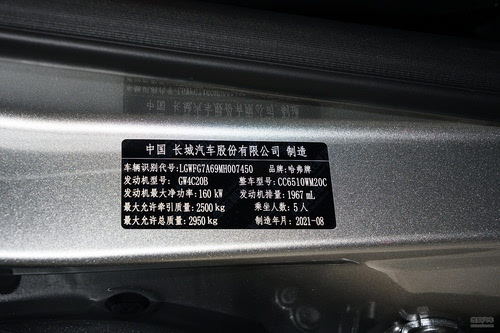 中国 长城汽车股份有限公司 制造
车辆识别代号:LGWFG7A69MH007450 品牌:哈弗牌
发动机型号: GW4C20B 整车型号:CC6510WM20C
发动机最大净功率:160 kW 发动机排量:1967 mL
最大允许牵引质量:2500 kg 乘坐人数:5 人
最大允许总质量:2950 kg 制造年月:2021-08